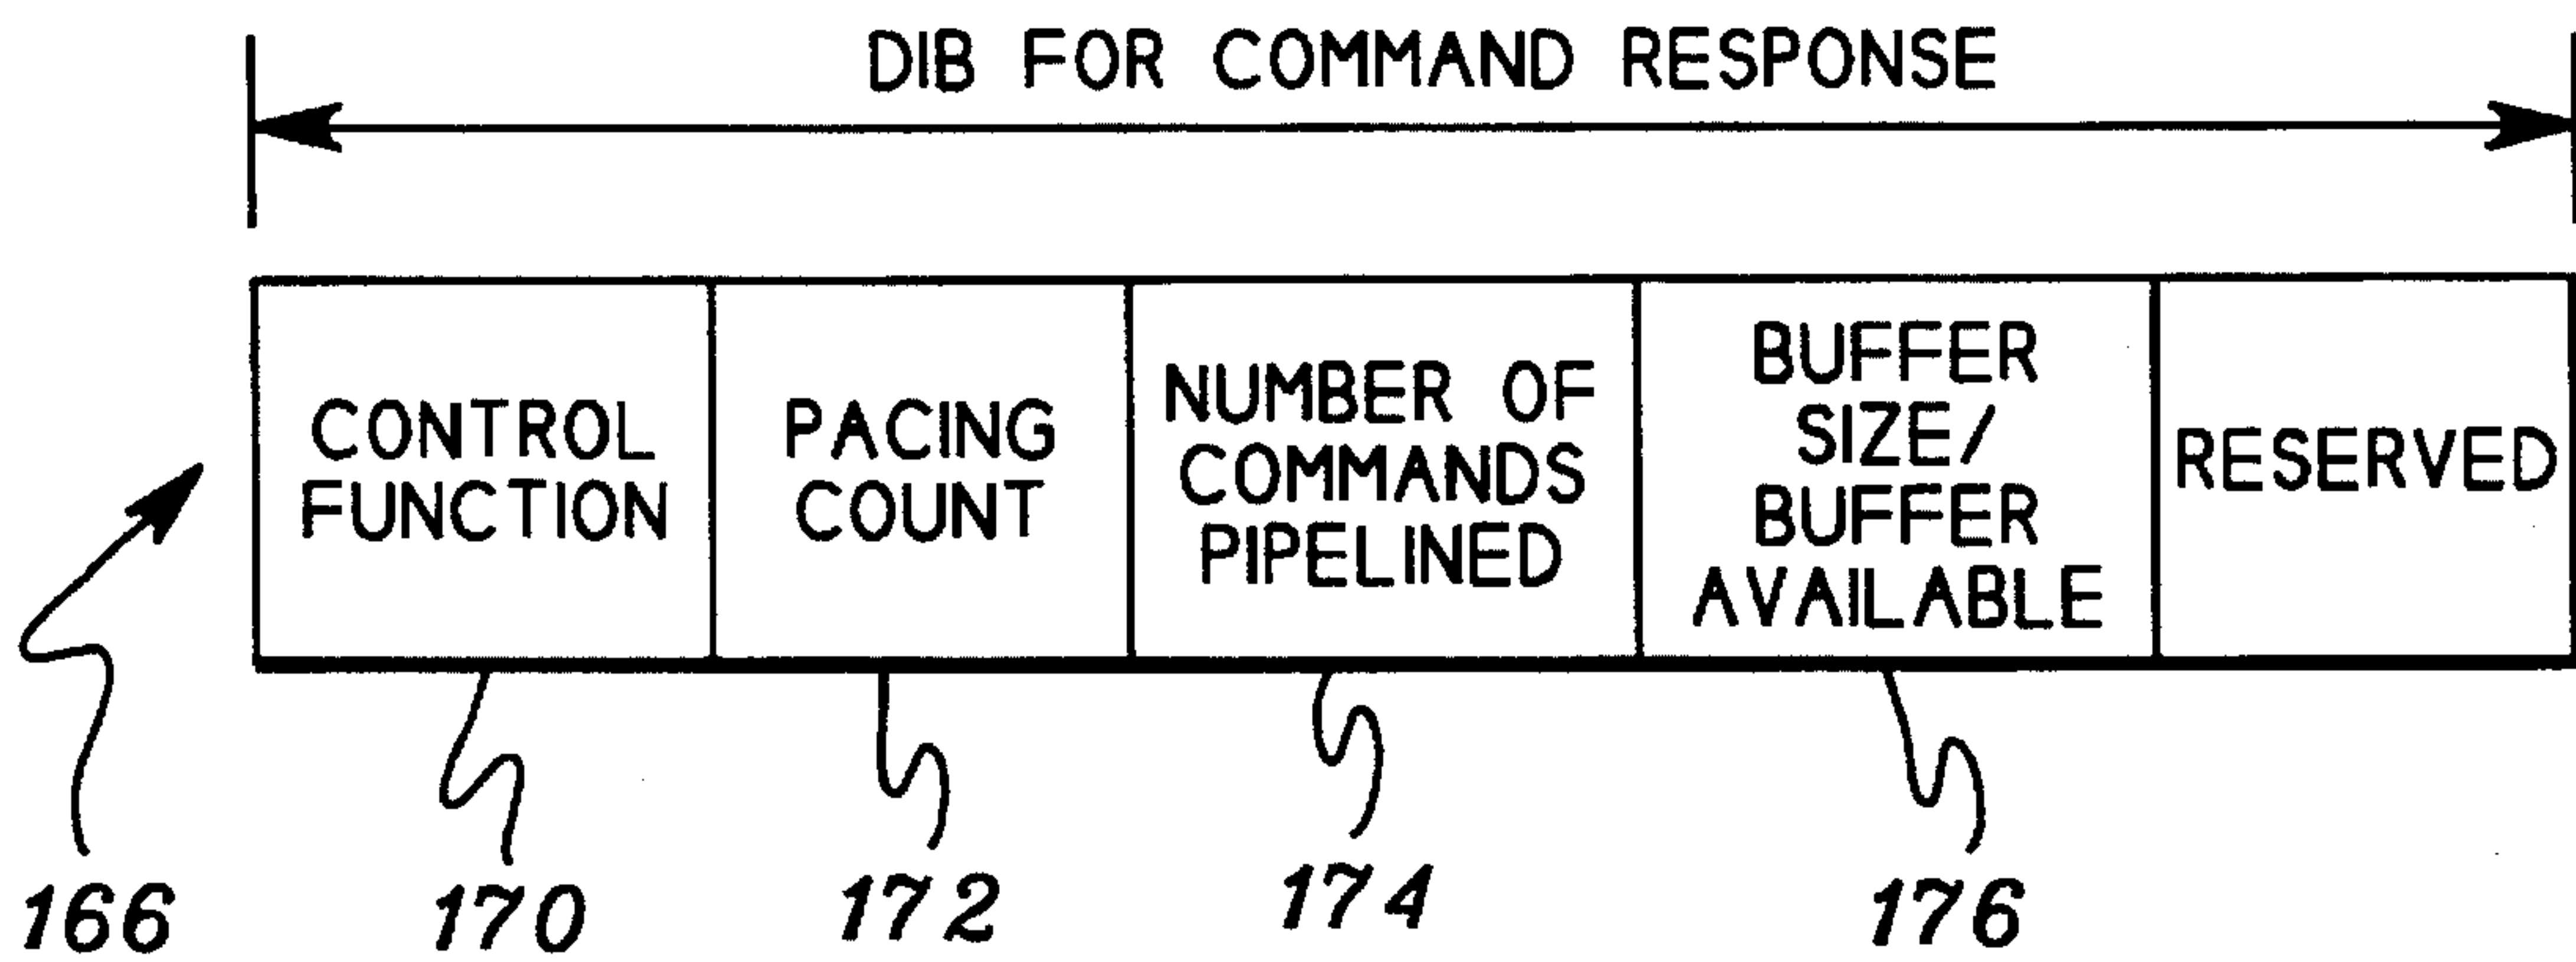 DIB FOR COMMAND RESPONSE
CONTROL
FUNCTION
PACING
COUNT
NUMBER OF
COMMANDS
PIPELINED
BUFFER
SIZE/
BUFFER
AVAILABLE
RESERVED
166
170
172
174
176